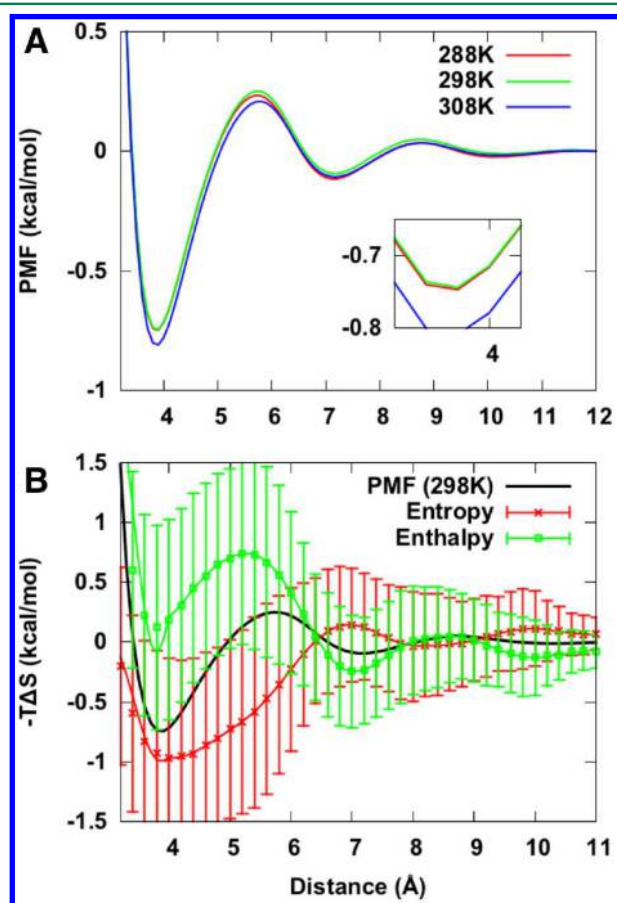 A
0.5
0
-0.5
-1
PMF (kcal/mol)
288K
298K
308K
-0.7
-0.8
4
4 5 6 7 8 9 10 11 12
B
1.5
1
0.5
0
-0.5
-1
-1.5
-TΔS (kcal/mol)
PMF (298K)
Entropy
Enthalpy
4 5 6 7 8 9 10 11
Distance (Å)